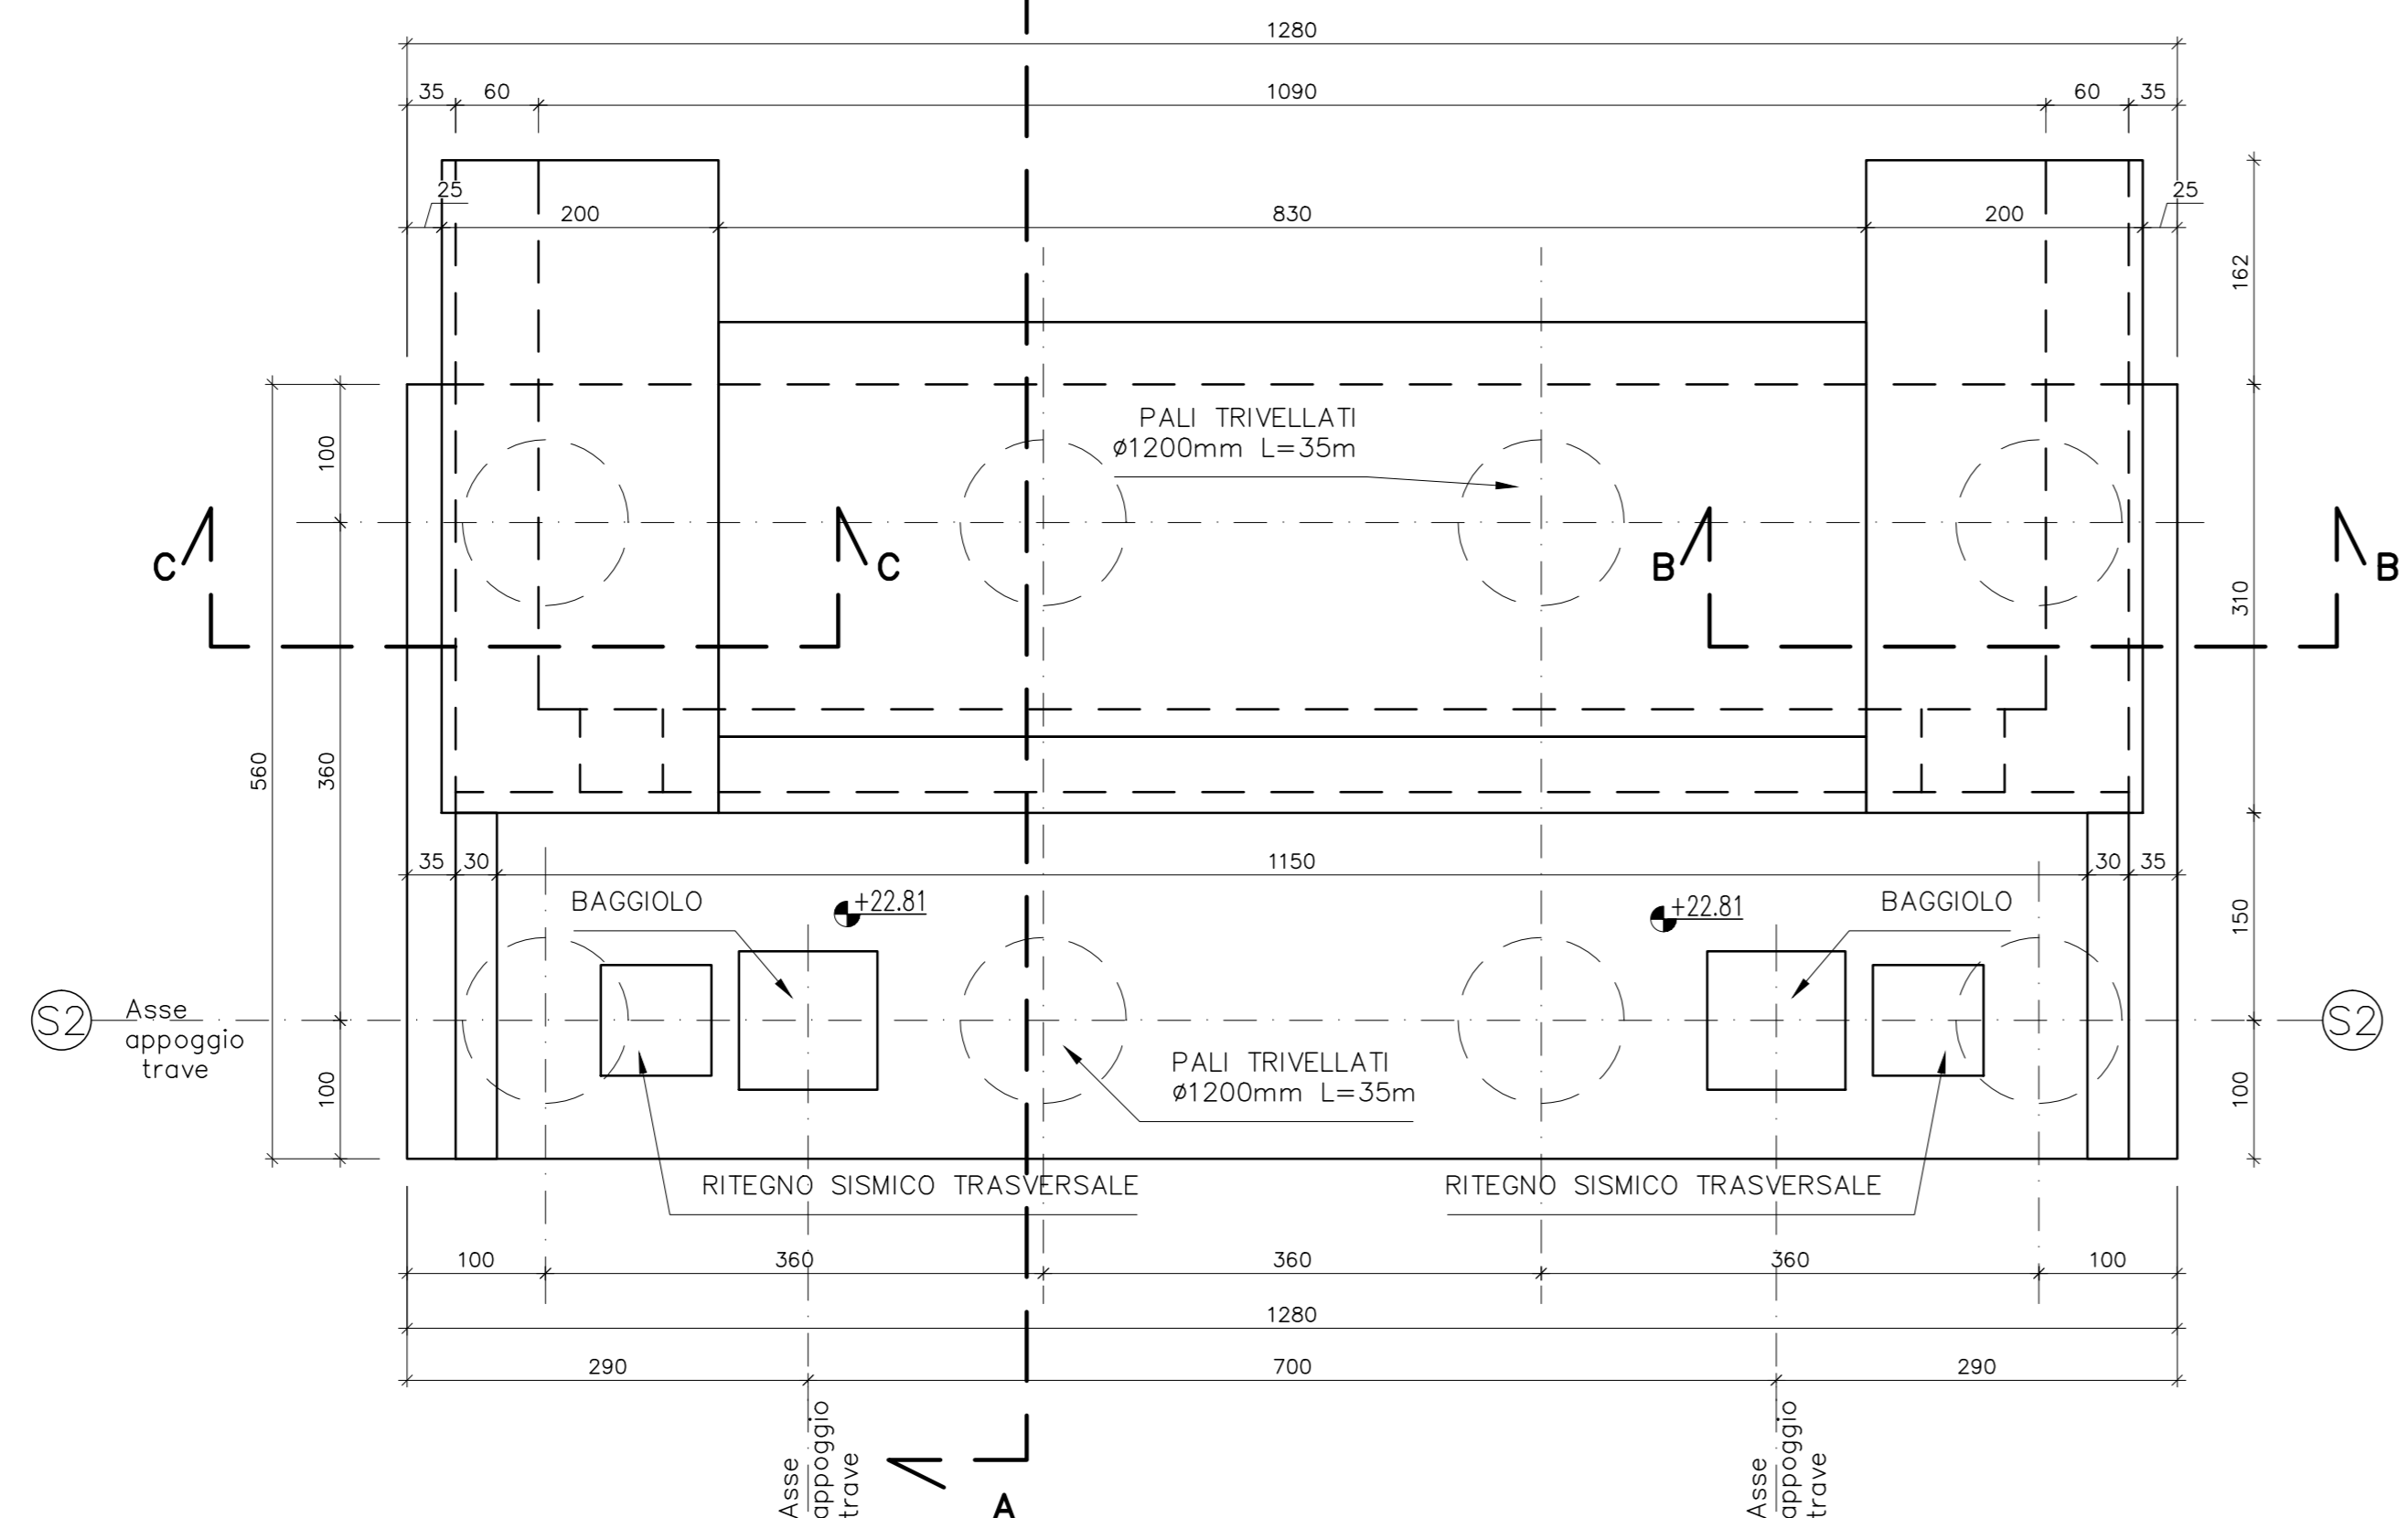 1280
35 60 1090 60 35
25 25
200 830 200
162
PALI TRIVELLATI
ø1200mm L=35m
100
C C B B
310
560 360
35 30 1150 30 35
BAGGIOLO +22.81 +22.81 BAGGIOLO
150
S2 Asse S2
appoggio
trave
PALI TRIVELLATI
ø1200mm L=35m
100 100
RITEGNO SISMICO TRASVERSALE RITEGNO SISMICO TRASVERSALE
100 360 360 360 100
1280
290 700 290
Asse
appoggio
trave
A
Asse
appoggio
trave